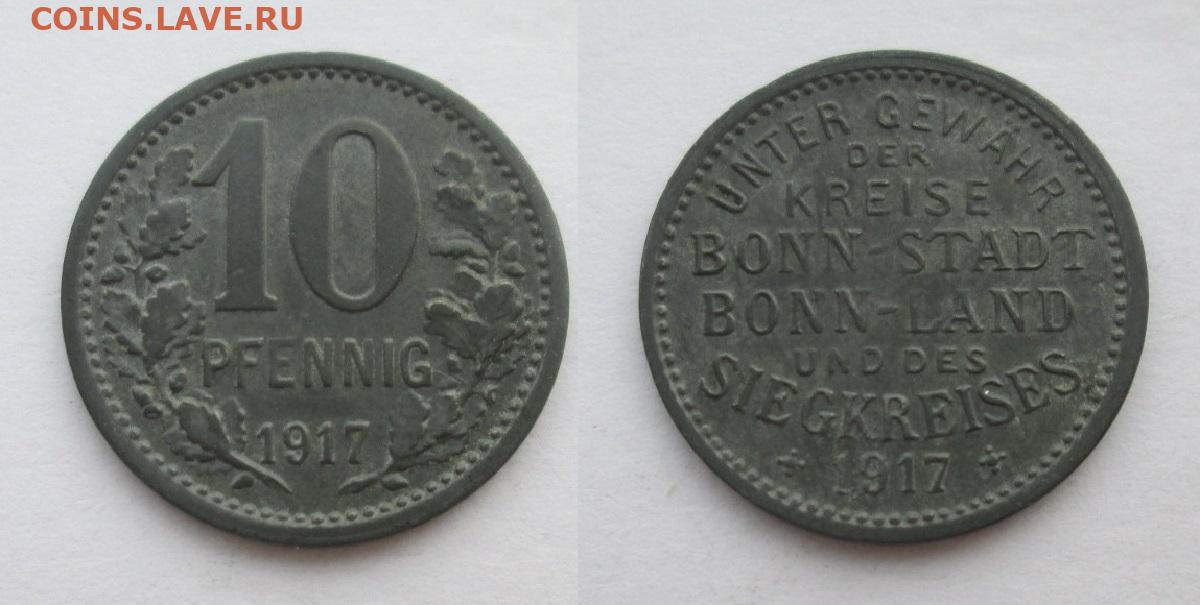 COINS.LAVE.RU
10
PFENNIG
1917
UNTER GEWÄHR
DER
KREISE
BONN-STADT
BONN-LAND
UND DES
SIEGKREISES
+ 1917 +